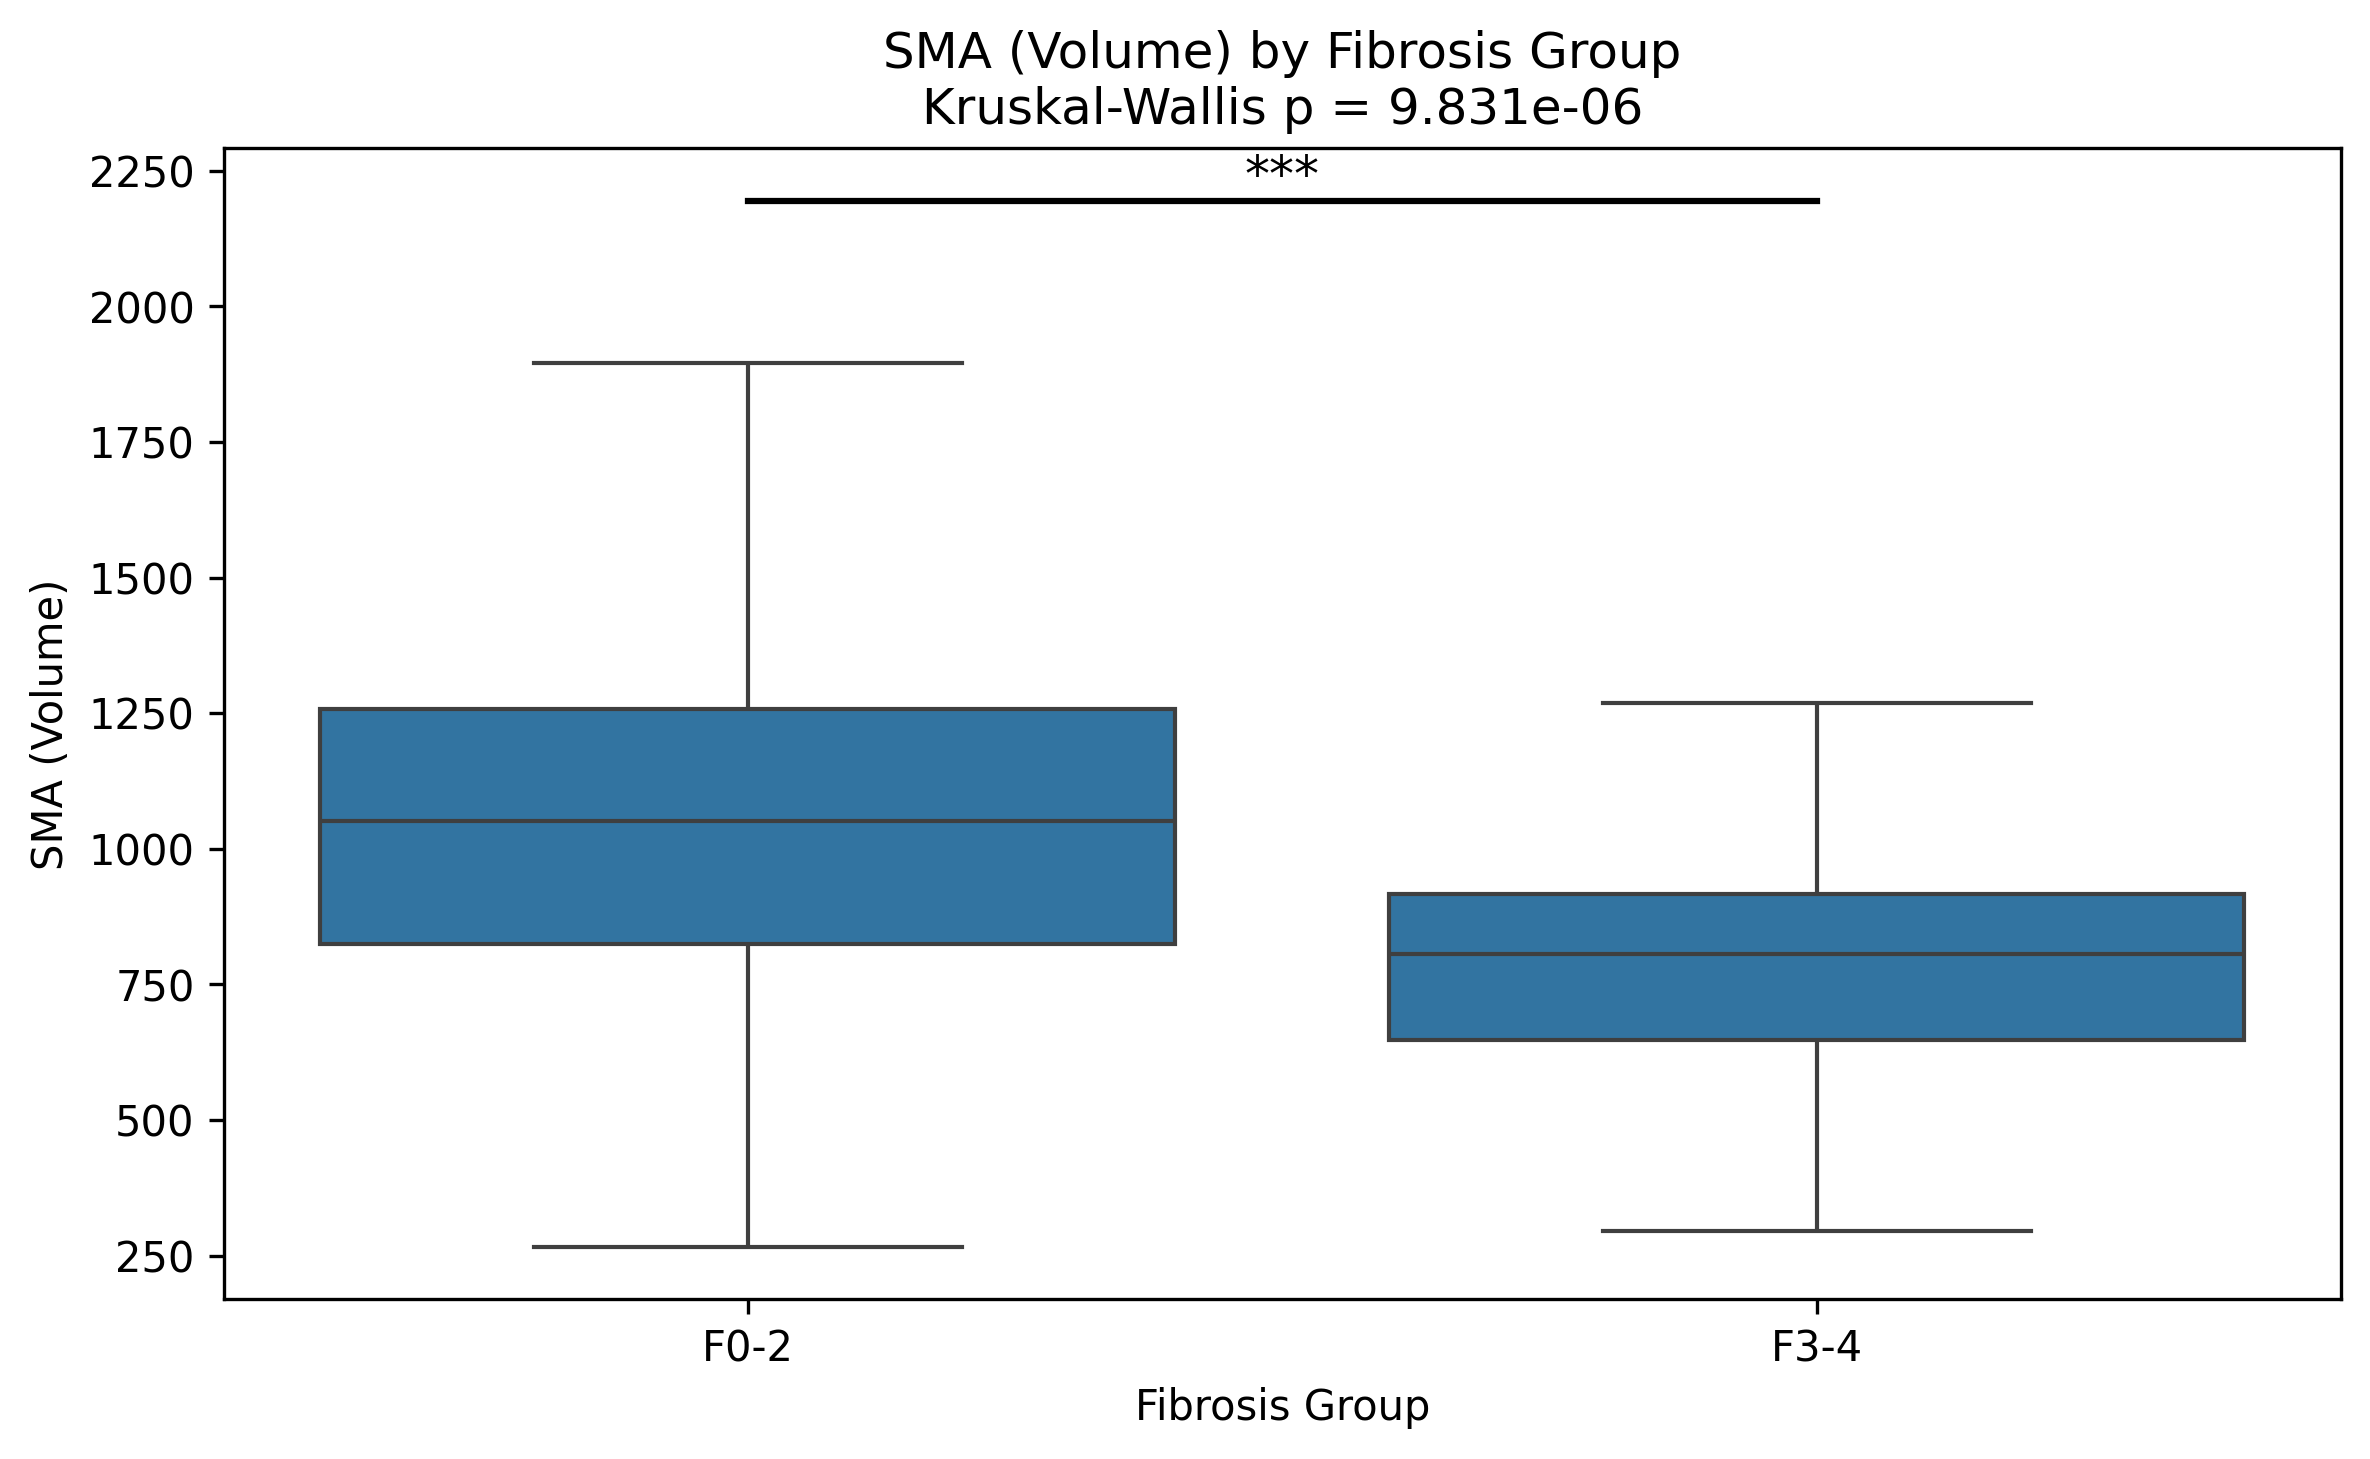 SMA (Volume) by Fibrosis Group
Kruskal-Wallis p = 9.831e-06
***
2250
2000
1750
1500
1250
1000
750
500
250
SMA (Volume)
F0-2
F3-4
Fibrosis Group